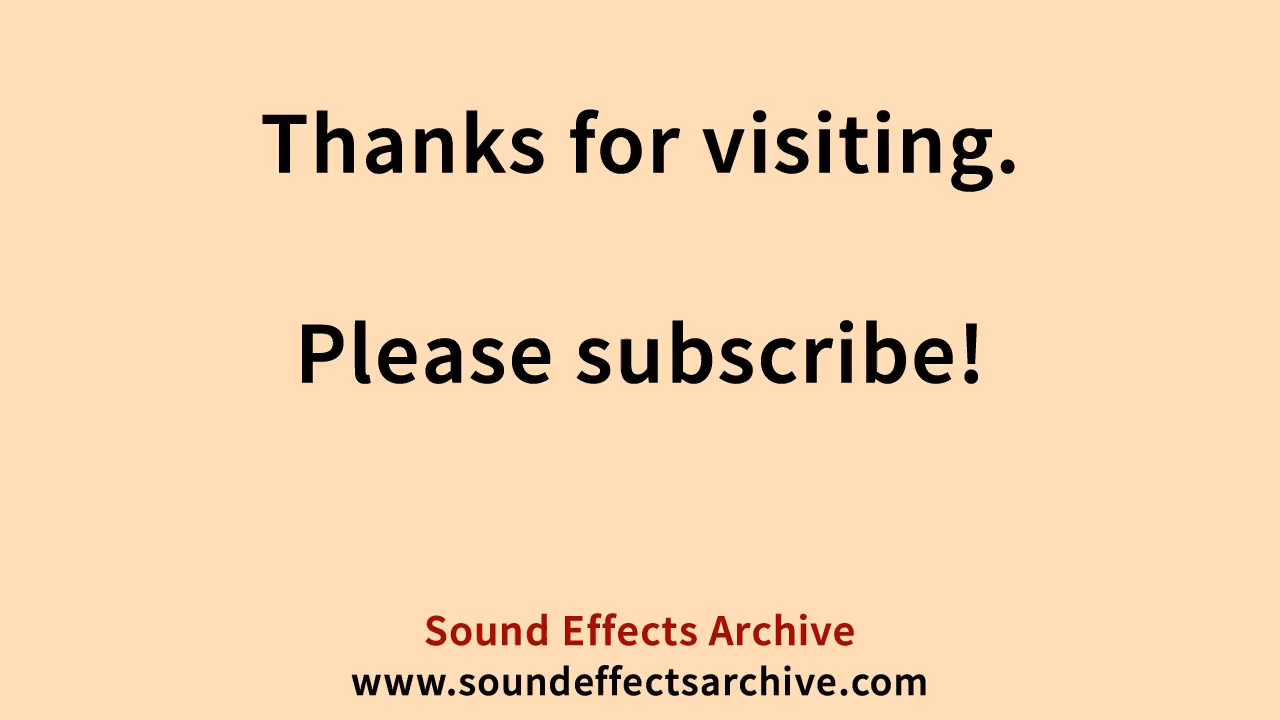 Thanks for visiting.
Please subscribe!
Sound Effects Archive
www.soundeffectsarchive.com